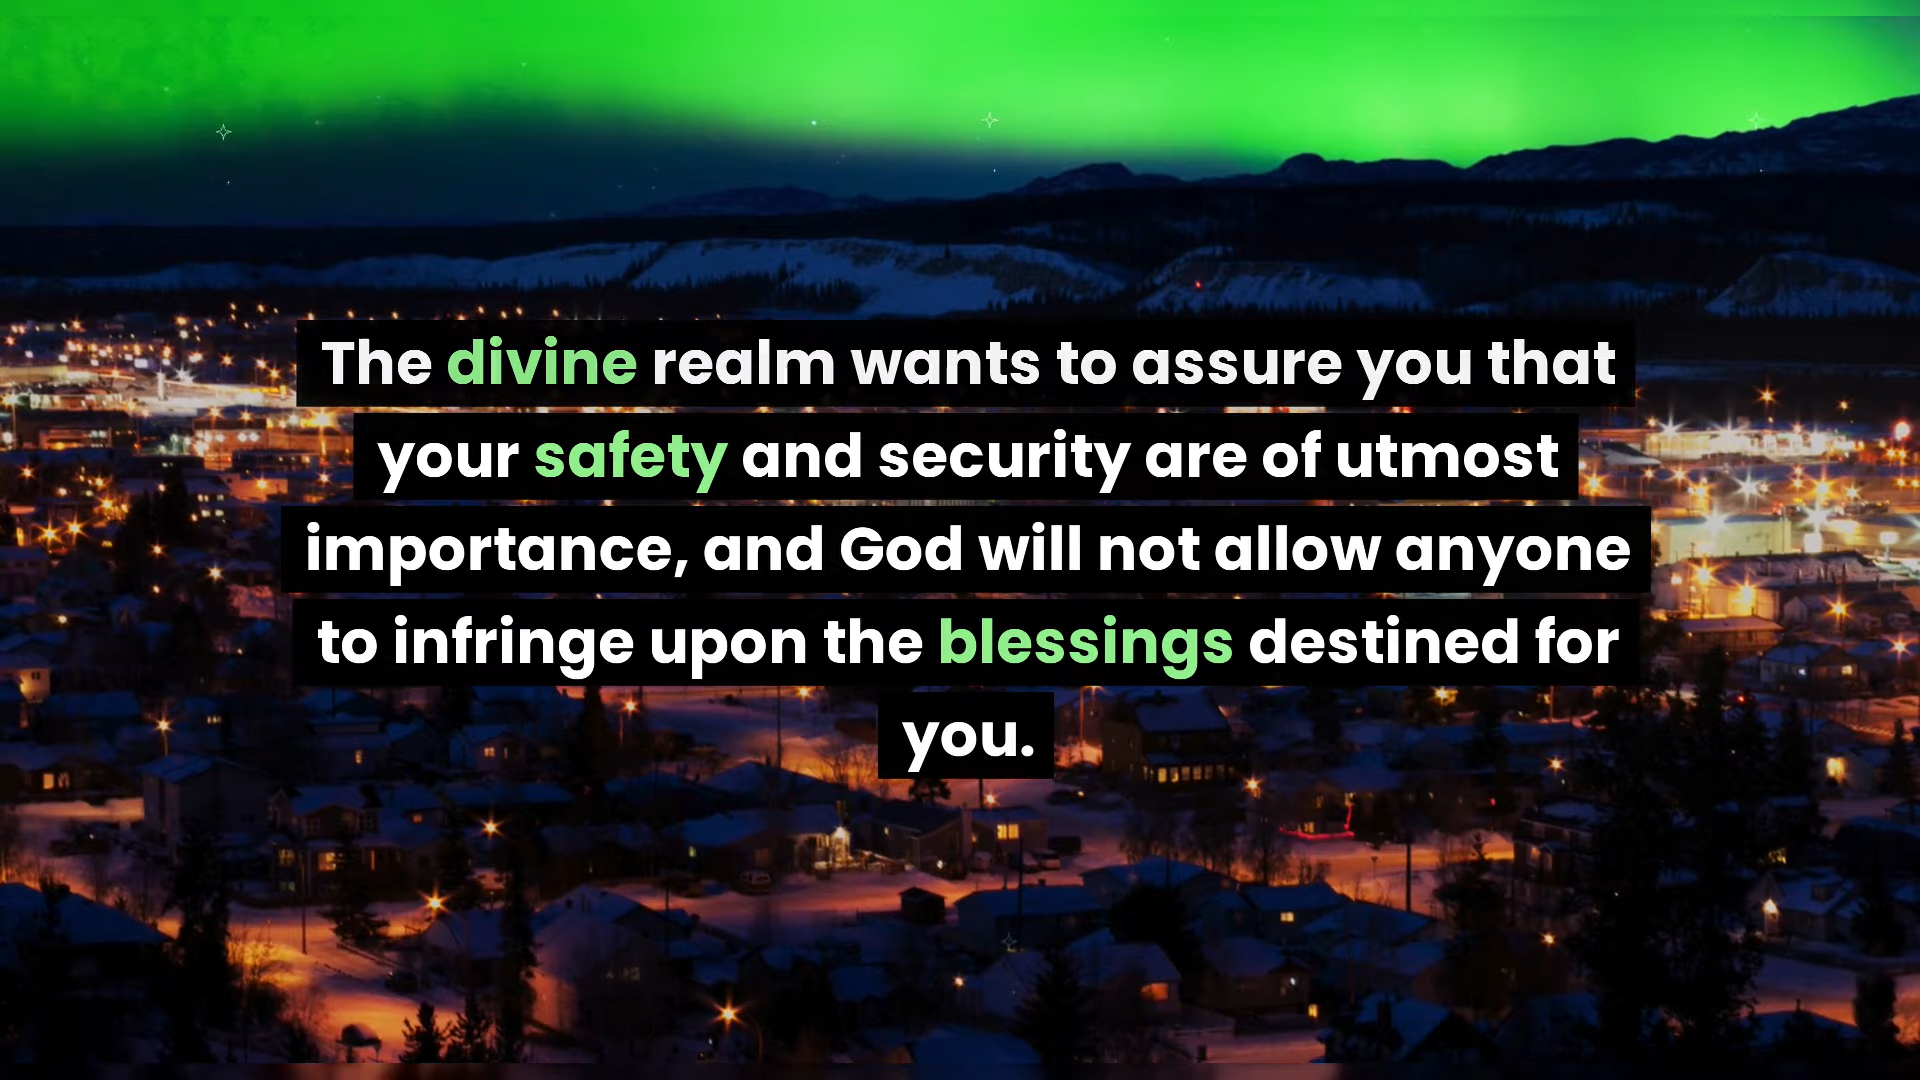 The divine realm wants to assure you that
your safety and security are of utmost
importance, and God will not allow anyone
to infringe upon the blessings destined for
you.